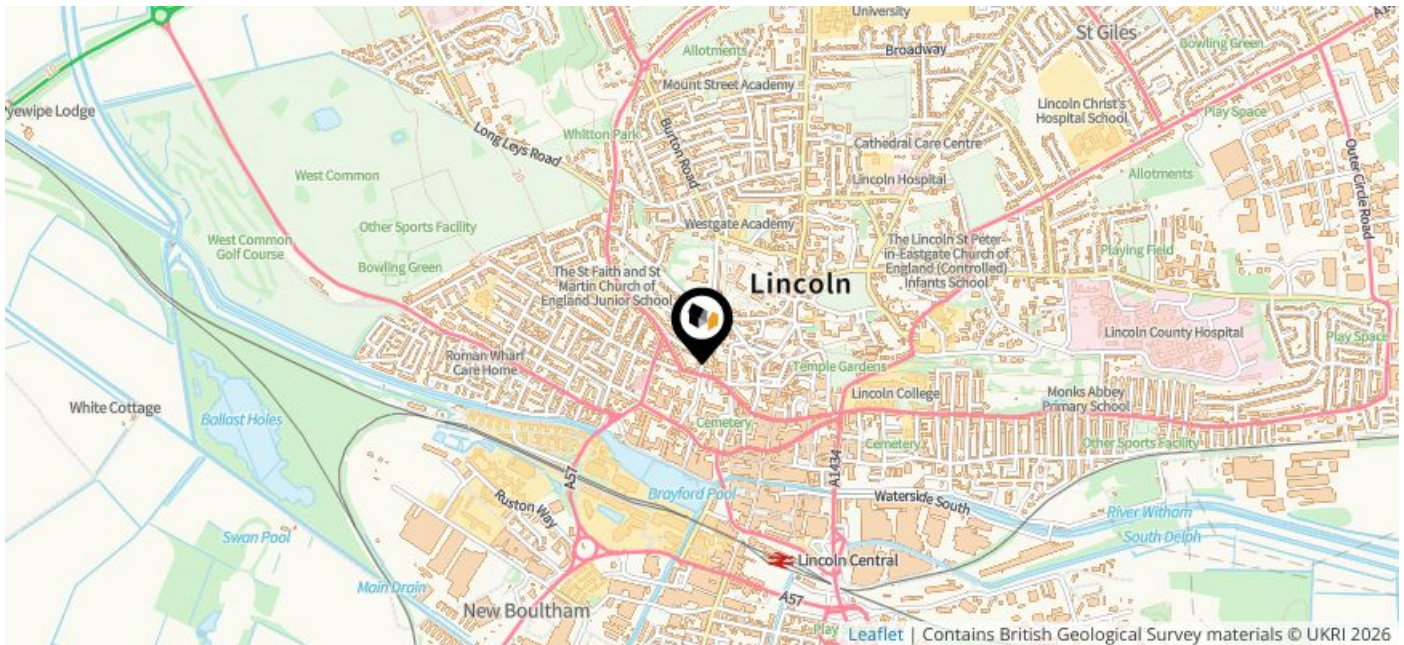 University
Broadway
St Giles
Bowling Green
Allotments
Mount Street Academy
yewipe Lodge
Lincoln Christ's
Hospital School
Play Space
Whitton Park
Long Leys Road
Burton Road
Cathedral Care Centre
Outer Circle Road
West Common
Lincoln Hospital
Allotments
Other Sports Facility
Westgate Academy
West Common
Golf Course
The Lincoln St Peter-
in-Eastgate Church of
England (Controlled)
Infants School
Playing Field
Bowling Green
The St Faith and St
Martin Church of
England Junior School
Lincoln
Lincoln County Hospital
Play Space
Roman Wharf
Care Home
Temple Gardens
White Cottage
Ballast Holes
Lincoln College
Monks Abbey
Primary School
Cemetery
Cemetery
Other Sports Facility
A57
A1434
Brayford Pool
Ruston Way
Waterside South
River Witham
South Delph
Swan Pool
Lincoln Central
Main Drain
A57
New Boultham
Play
Leaflet | Contains British Geological Survey materials © UKRI 2026